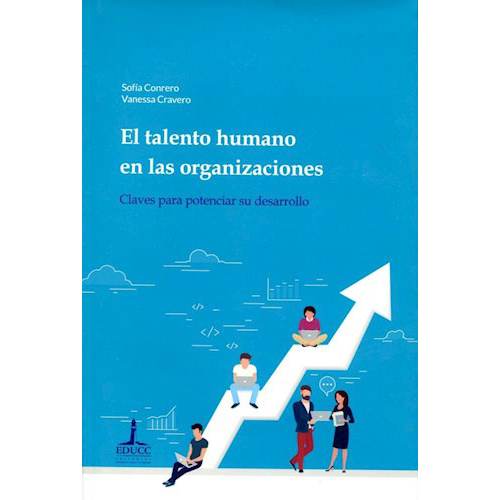 Sofía Conrero
Vanessa Cravero
El talento humano
en las organizaciones
Claves para potenciar su desarrollo
</>
</>
EDUCC